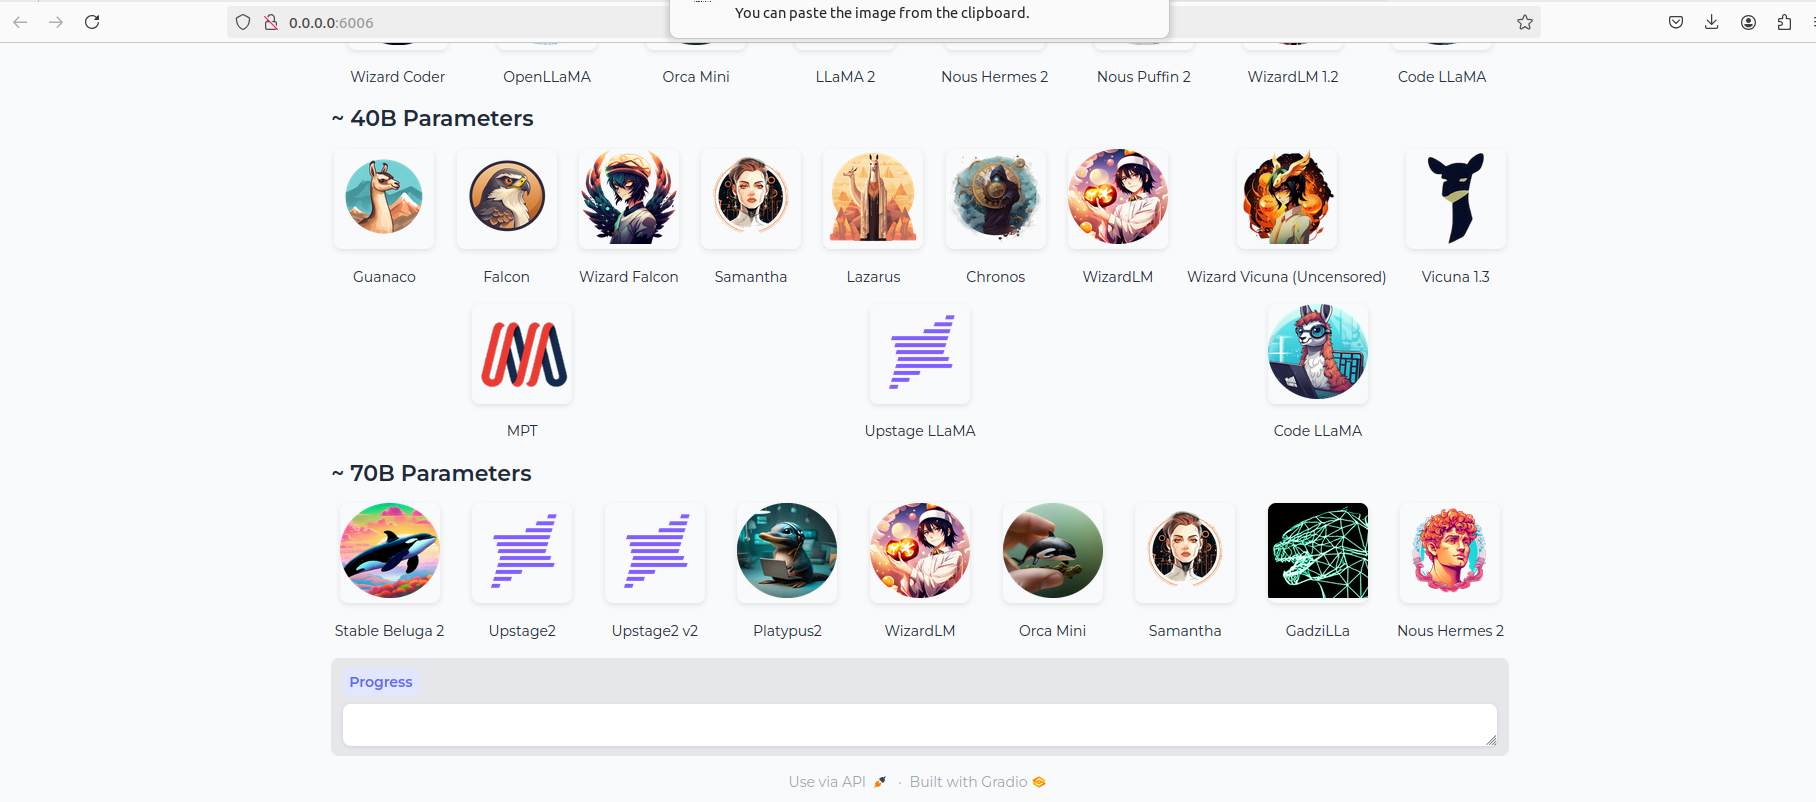 You can paste the image from the clipboard.
0.0.0.0:6006
Wizard Coder OpenLLaMA Orca Mini LLaMA 2 Nous Hermes 2 Nous Puffin 2 WizardLM 1.2 Code LLaMA
~ 40B Parameters
Guanaco Falcon Wizard Falcon Samantha Lazarus Chronos WizardLM Wizard Vicuna (Uncensored) Vicuna 1.3
MPT Upstage LLaMA Code LLaMA
~ 70B Parameters
Stable Beluga 2 Upstage2 Upstage2 v2 Platypus2 WizardLM Orca Mini Samantha GadziLLa Nous Hermes 2
Progress
Use via API · Built with Gradio